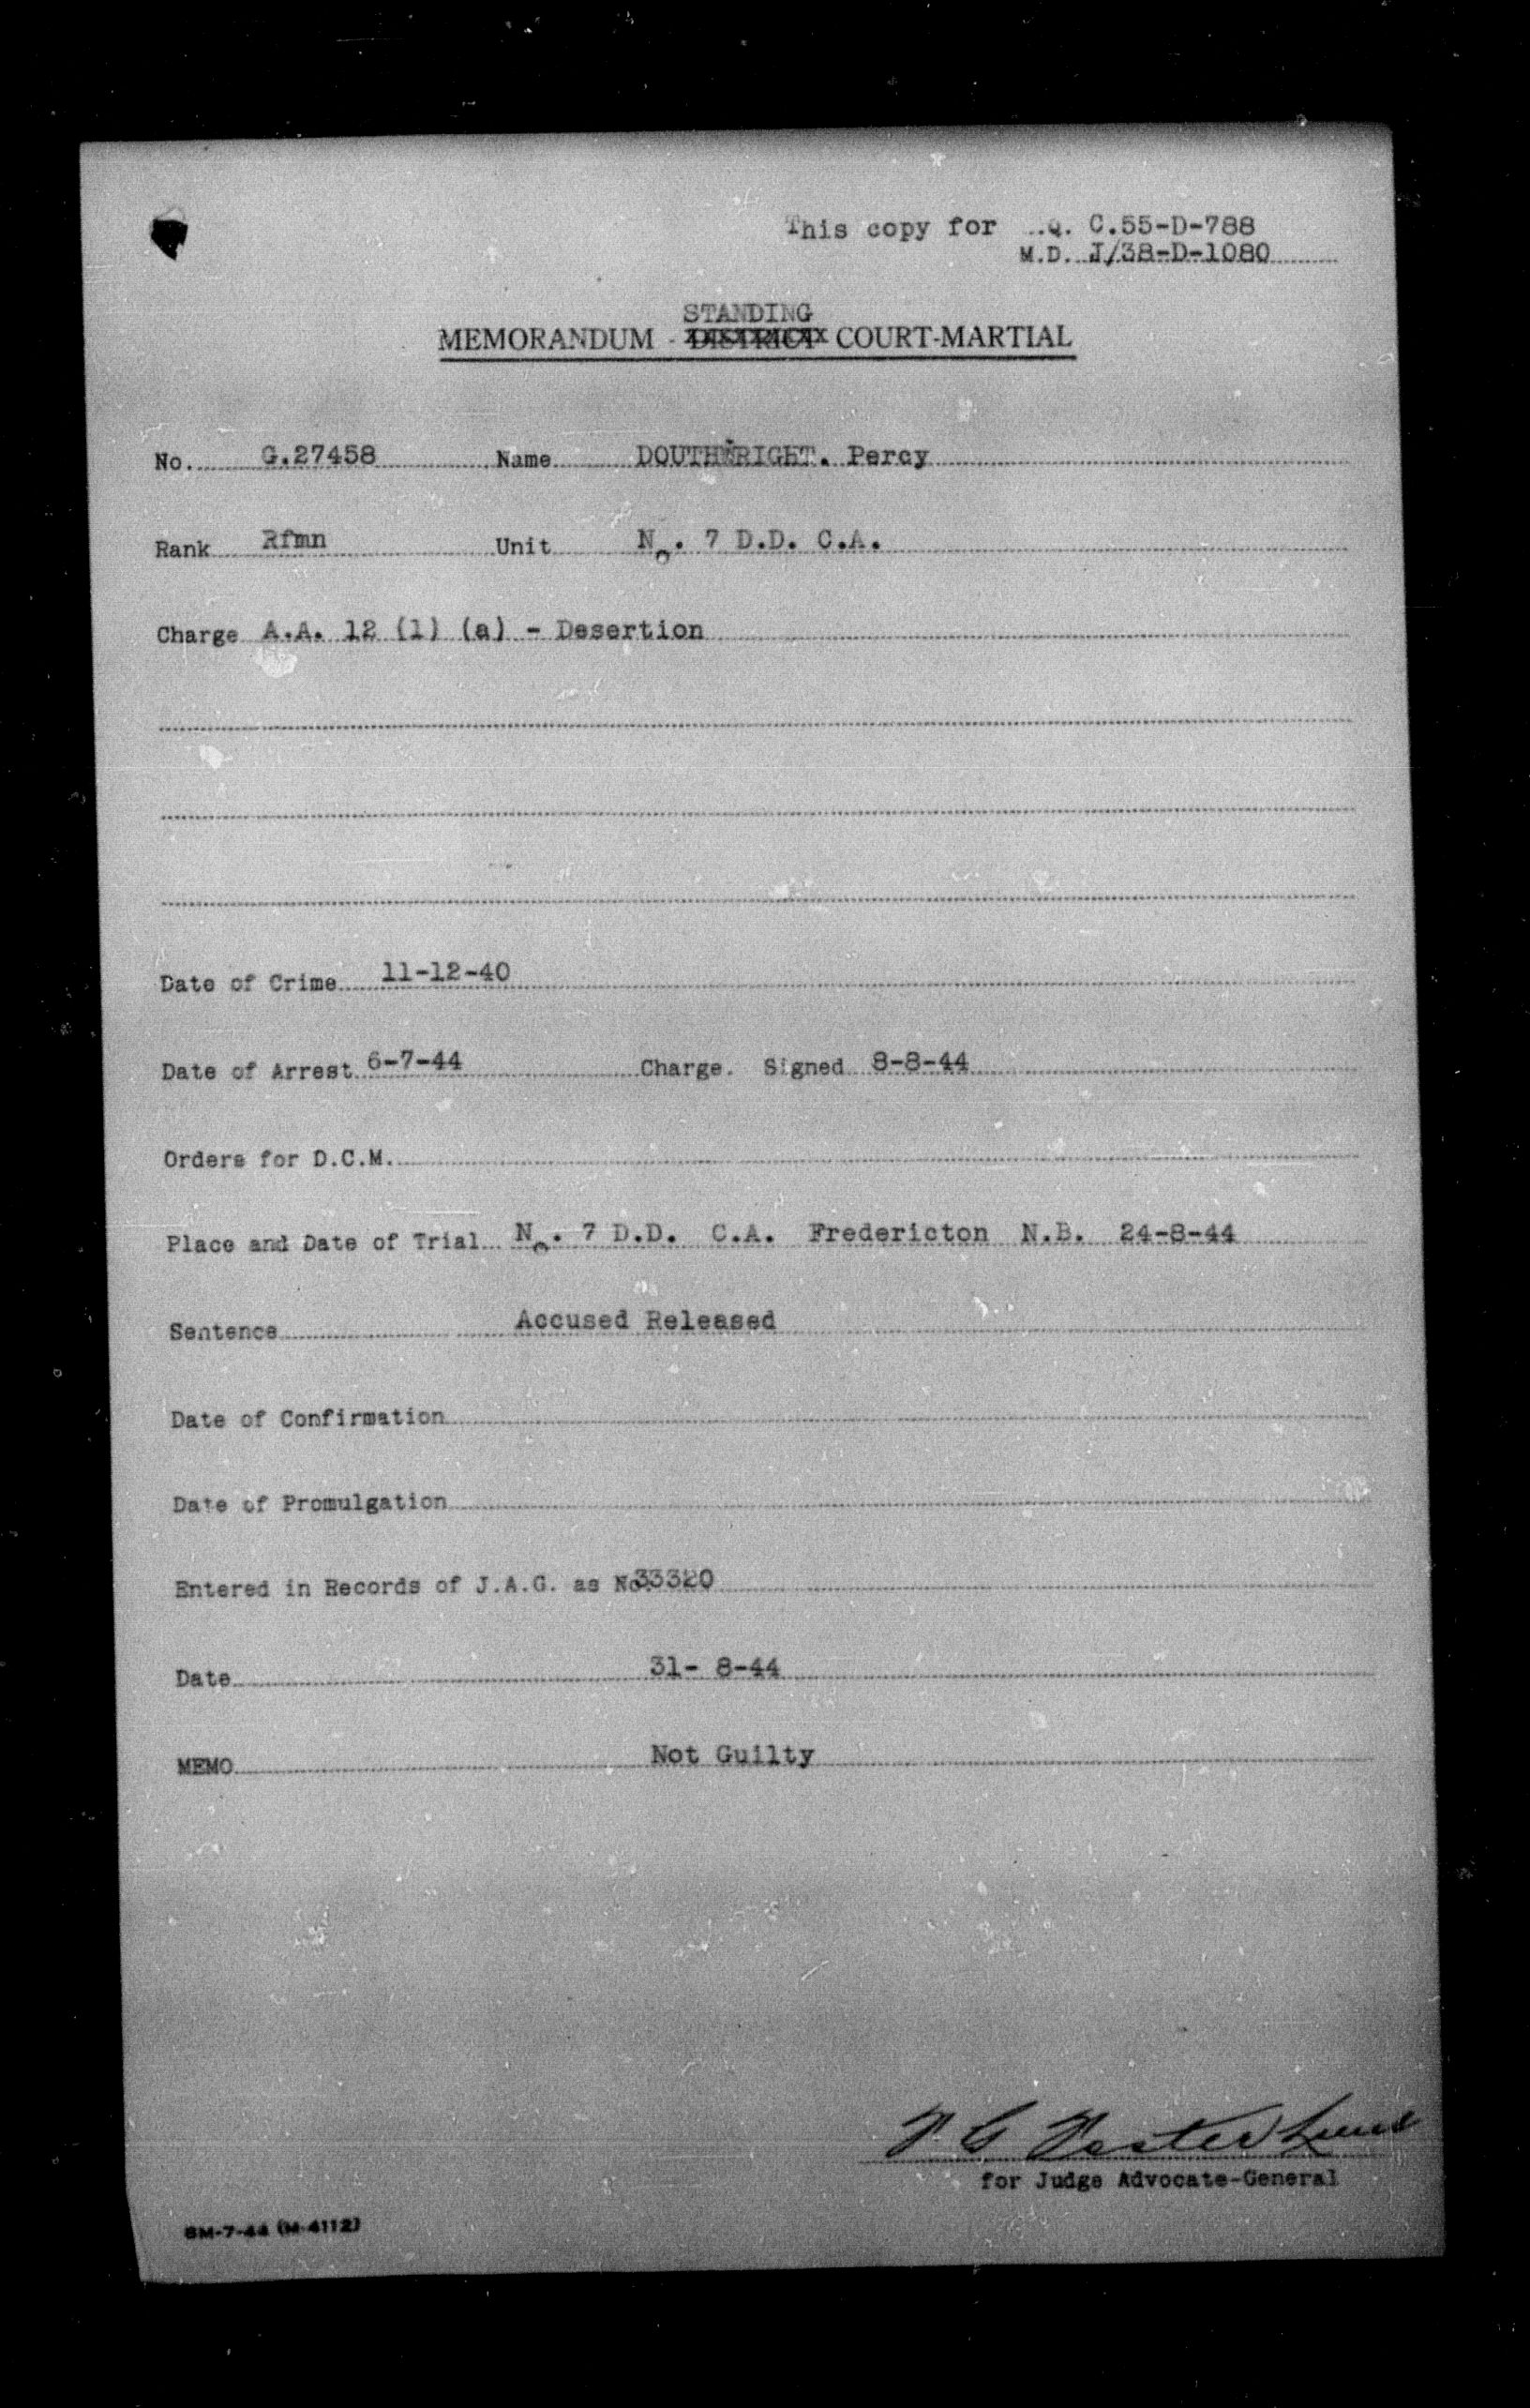 This copy for ..Q. C.55-D-788
M.D. J/38-D-1080
STANDING
MEMORANDUM - DISTRICT COURT-MARTIAL
No. G.27458 Name DOUTHWRIGHT. Percy
Rank Rfmn Unit No. 7 D.D. C.A.
Charge A.A. 12 (1) (a) - Desertion
Date of Crime 11-12-40
Date of Arrest 6-7-44 Charge. Signed 8-8-44
Orders for D.C.M.
Place and Date of Trial No. 7 D.D. C.A. Fredericton N.B. 24-8-44
Sentence Accused Released
Date of Confirmation
Date of Promulgation
Entered in Records of J.A.G. as No. 33320
Date 31- 8-44
MEMO Not Guilty
for Judge Advocate-General
8M-7-44 (M-4112)